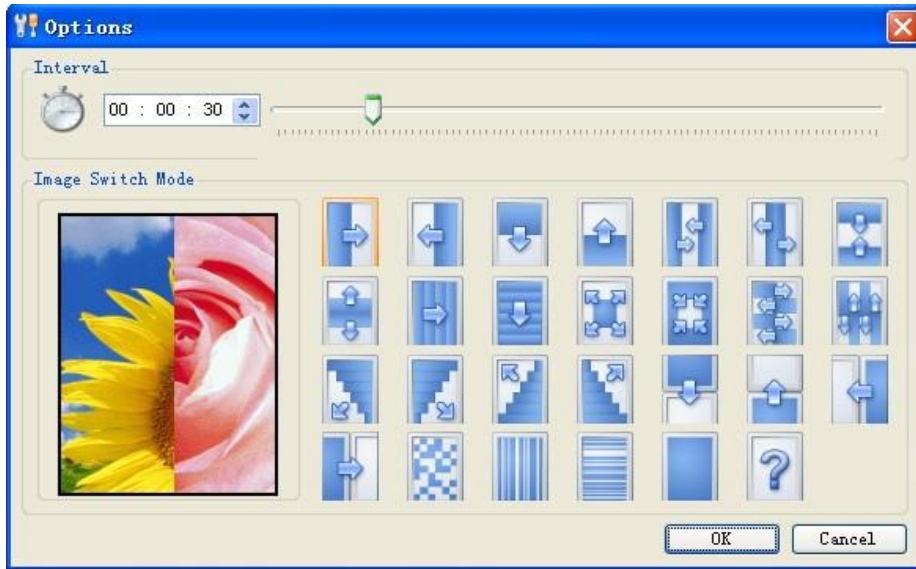 Options
Interval
00 : 00 : 30
Image Switch Mode
?
OK
Cancel